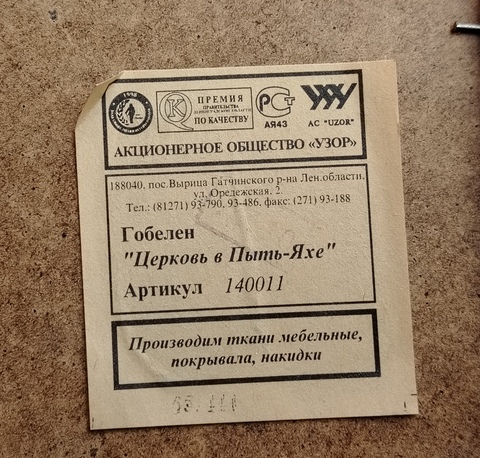 1998
ПРЕМИЯ
ПРАВИТЕЛЬСТВА
ЛЕНИНГРАДСКОЙ ОБЛАСТИ
ПО КАЧЕСТВУ
АЯ43
АС "UZOR"
АКЦИОНЕРНОЕ ОБЩЕСТВО «УЗОР»
188040, пос.Вырица Гатчинского р-на Лен.области,
ул. Оредежская, 2
Тел.: (81271) 93-790, 93-486, факс: (271) 93-188
Гобелен
"Церковь в Пыть-Яхе"
Артикул 140011
Производим ткани мебельные,
покрывала, накидки